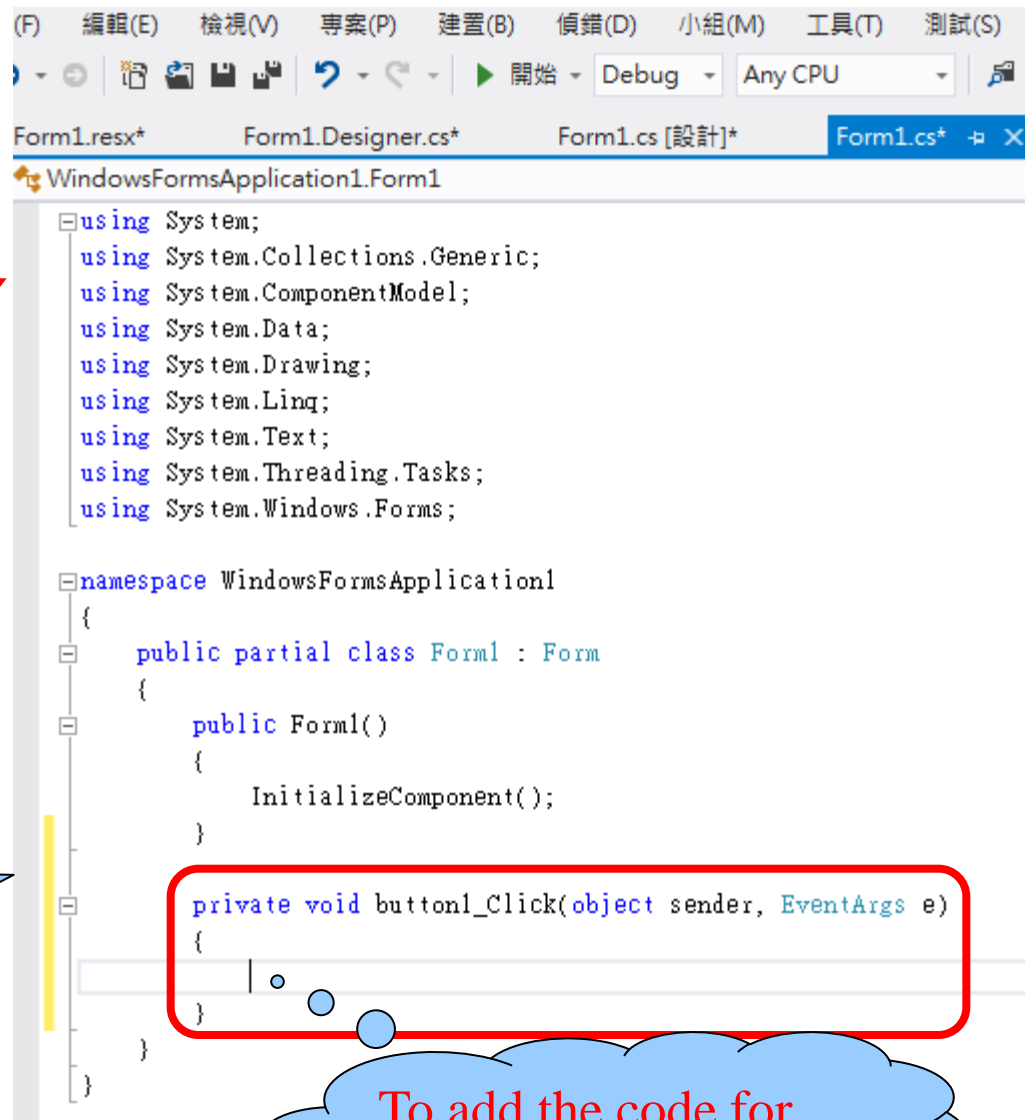 (F) 編輯(E) 檢視(V) 專案(P) 建置(B) 偵錯(D) 小組(M) 工具(T) 測試(S)
開始 Debug Any CPU
Form1.resx* Form1.Designer.cs* Form1.cs [設計]* Form1.cs*
WindowsFormsApplication1.Form1
using System;
using System.Collections.Generic;
using System.ComponentModel;
using System.Data;
using System.Drawing;
using System.Linq;
using System.Text;
using System.Threading.Tasks;
using System.Windows.Forms;
namespace WindowsFormsApplication1
{
public partial class Form1 : Form
{
public Form1()
{
InitializeComponent();
}
private void button1_Click(object sender, EventArgs e)
{
}
}
}
To add the code for